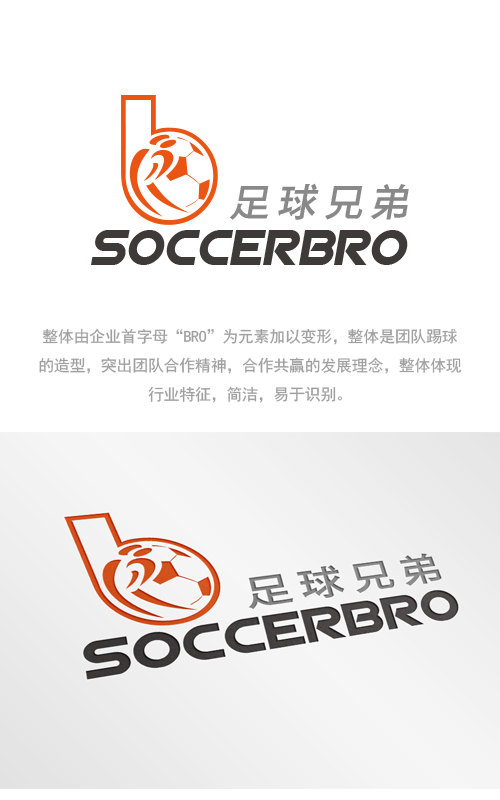 足球兄弟
SOCCERBRO
整体由企业首字母“BRO”为元素加以变形，整体是团队踢球
的造型，突出团队合作精神，合作共赢的发展理念，整体体现
行业特征，简洁，易于识别。
足球兄弟
SOCCERBRO